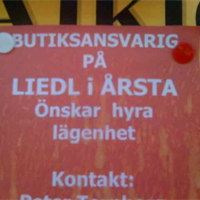 BUTIKSANSVARIG
PÅ
LIEDL i ÅRSTA
Önskar hyra
lägenhet
Kontakt: